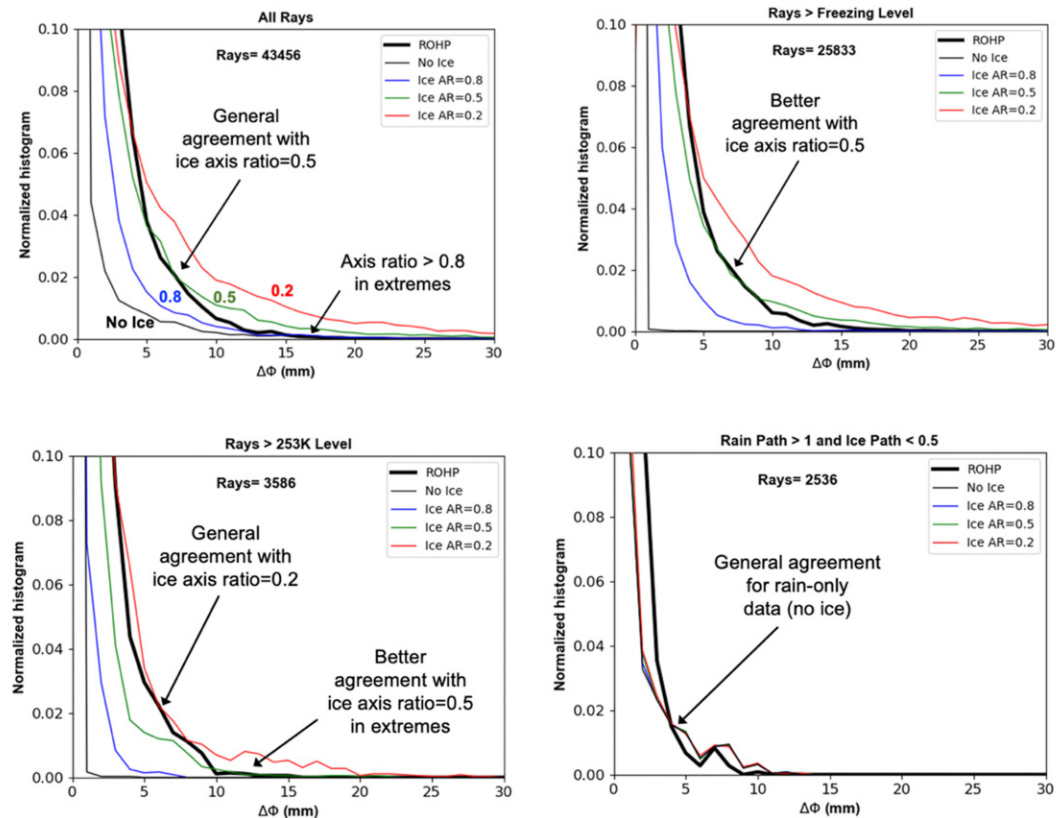 All Rays
Rays= 43456
ROHP
No Ice
Ice AR=0.8
Ice AR=0.5
Ice AR=0.2
General
agreement with
ice axis ratio=0.5
Axis ratio > 0.8
in extremes
0.8
0.5
0.2
No Ice
Normalized histogram
0.10
0.08
0.06
0.04
0.02
0.00
0
5
10
15
20
25
30
ΔΦ (mm)
Rays > Freezing Level
Rays= 25833
ROHP
No Ice
Ice AR=0.8
Ice AR=0.5
Ice AR=0.2
Better
agreement with
ice axis ratio=0.5
Normalized histogram
0.10
0.08
0.06
0.04
0.02
0.00
0
5
10
15
20
25
30
ΔΦ (mm)
Rays > 253K Level
Rays= 3586
ROHP
No Ice
Ice AR=0.8
Ice AR=0.5
Ice AR=0.2
General
agreement with
ice axis ratio=0.2
Better
agreement with
ice axis ratio=0.5
in extremes
Normalized histogram
0.10
0.08
0.06
0.04
0.02
0.00
0
5
10
15
20
25
30
ΔΦ (mm)
Rain Path > 1 and Ice Path < 0.5
Rays= 2536
ROHP
No Ice
Ice AR=0.8
Ice AR=0.5
Ice AR=0.2
General agreement
for rain-only
data (no ice)
Normalized histogram
0.10
0.08
0.06
0.04
0.02
0.00
0
5
10
15
20
25
30
ΔΦ (mm)